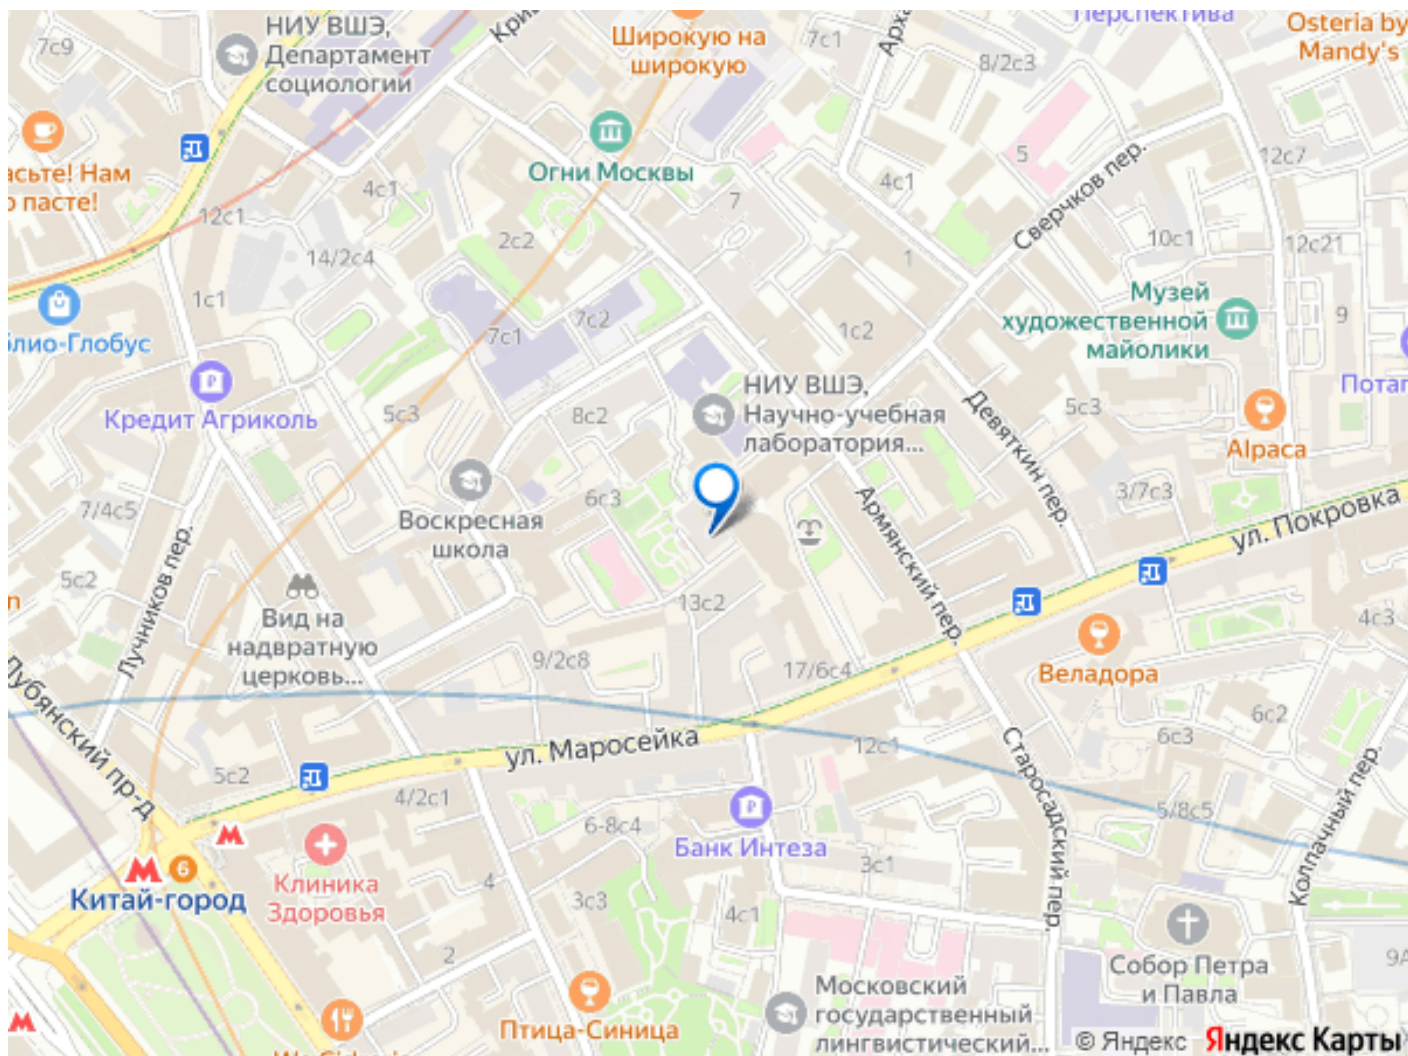 7с9
НИУ ВШЭ,
Департамент
социологии
Широкую на
широкую
7с1
8/2с3
Перспектива
Osteria by
Mandy's
Огни Москвы
5
12с7
4с1
4с1
7
12с1
14/2с4
2с2
1
Сверчков пер.
10с1
12с21
1с1
7с1
7с2
1с2
Музей
художественной
майолики
9
Кредит Агриколь
5с3
8с2
НИУ ВШЭ,
Научно-учебная
лаборатория...
Девяткин пер.
5с3
Alpaca
7/4с5
Лучников пер.
Воскресная
школа
6с3
Армянский пер.
3/7с3
ул. Покровка
5с2
Вид на
надвратную
церковь...
13с2
9/2с8
17/6с4
Веладора
4с3
Лубянский пр-д
ул. Маросейка
12с1
Старосадский пер.
6с2
6с3
5с2
4/2с1
6-8с4
Банк Интеза
3с1
5/8с5
Колпачный пер.
6
Китай-город
Клиника
Здоровья
4
3с3
4с1
2
Собор Петра
и Павла
Птица-Синица
Московский
государственный
лингвистический...
© Яндекс
Яндекс Карты